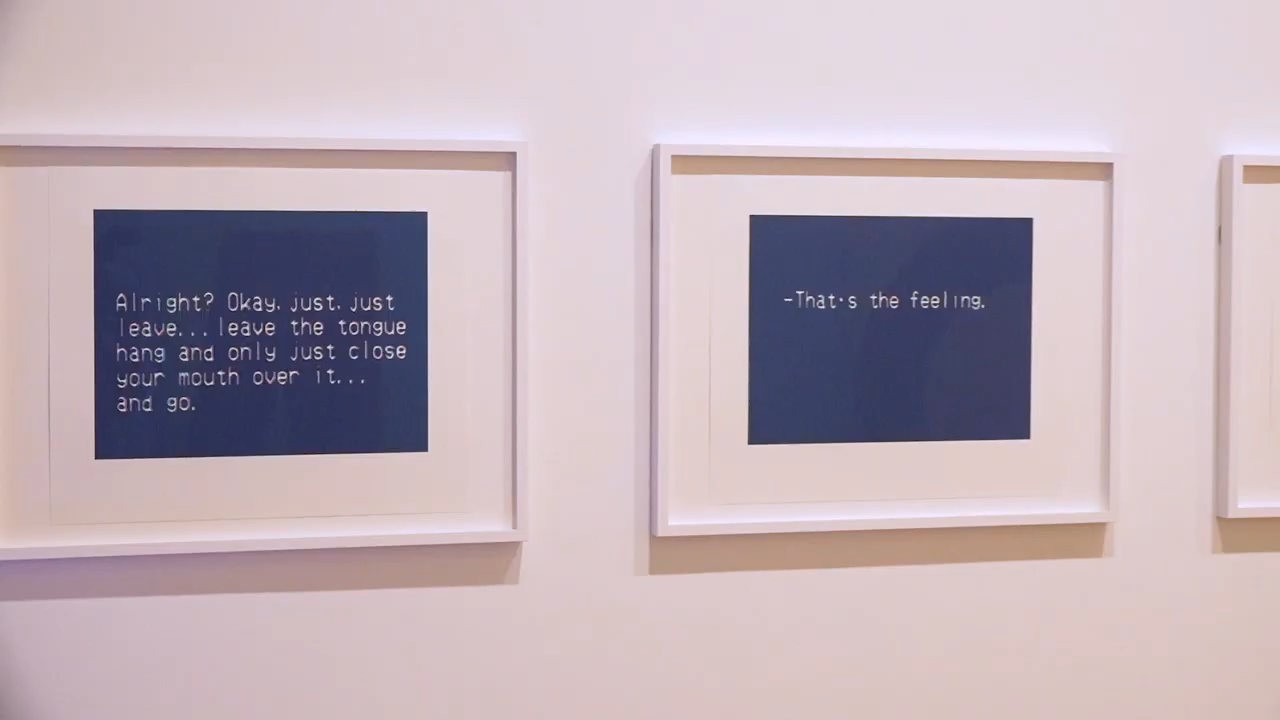 Alright? Okay, just, just
leave... leave the tongue
hang and only just close
your mouth over it...
and go.
-That's the feeling.